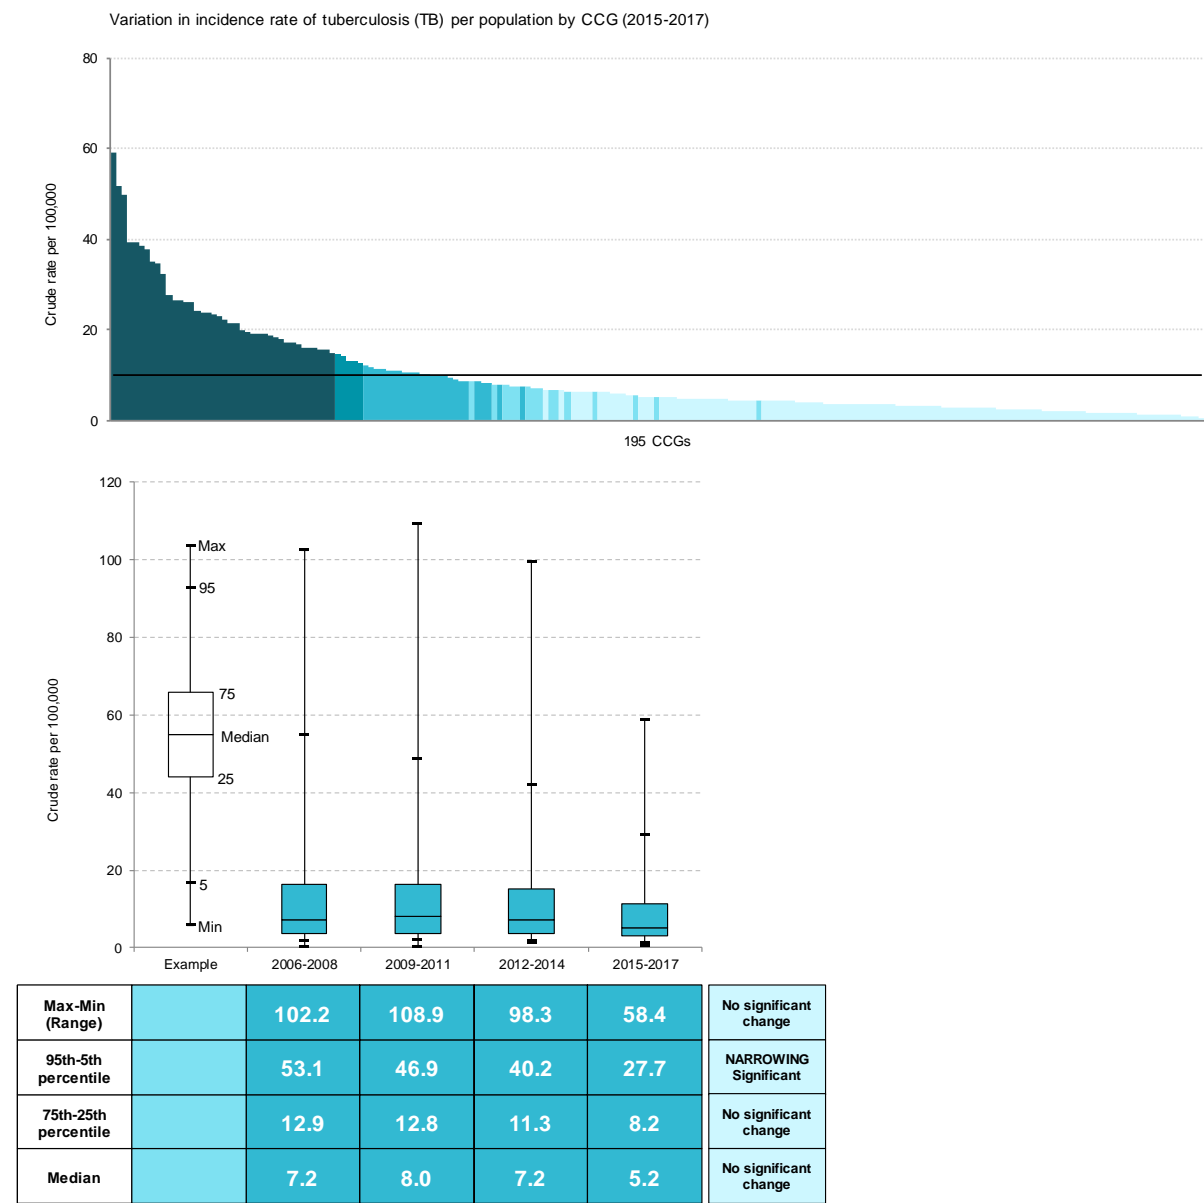 Variation in incidence rate of tuberculosis (TB) per population by CCG (2015-2017)
80
60
40
20
0
Crude rate per 100,000
195 CCGs
120
100
80
60
40
20
0
Crude rate per 100,000
Max
95
75
Median
25
5
Min
Example 2006-2008 2009-2011 2012-2014 2015-2017
Max-Min
(Range)
102.2 108.9 98.3 58.4
No significant
change
95th-5th
percentile
53.1 46.9 40.2 27.7
NARROWING
Significant
75th-25th
percentile
12.9 12.8 11.3 8.2
No significant
change
Median
7.2 8.0 7.2 5.2
No significant
change